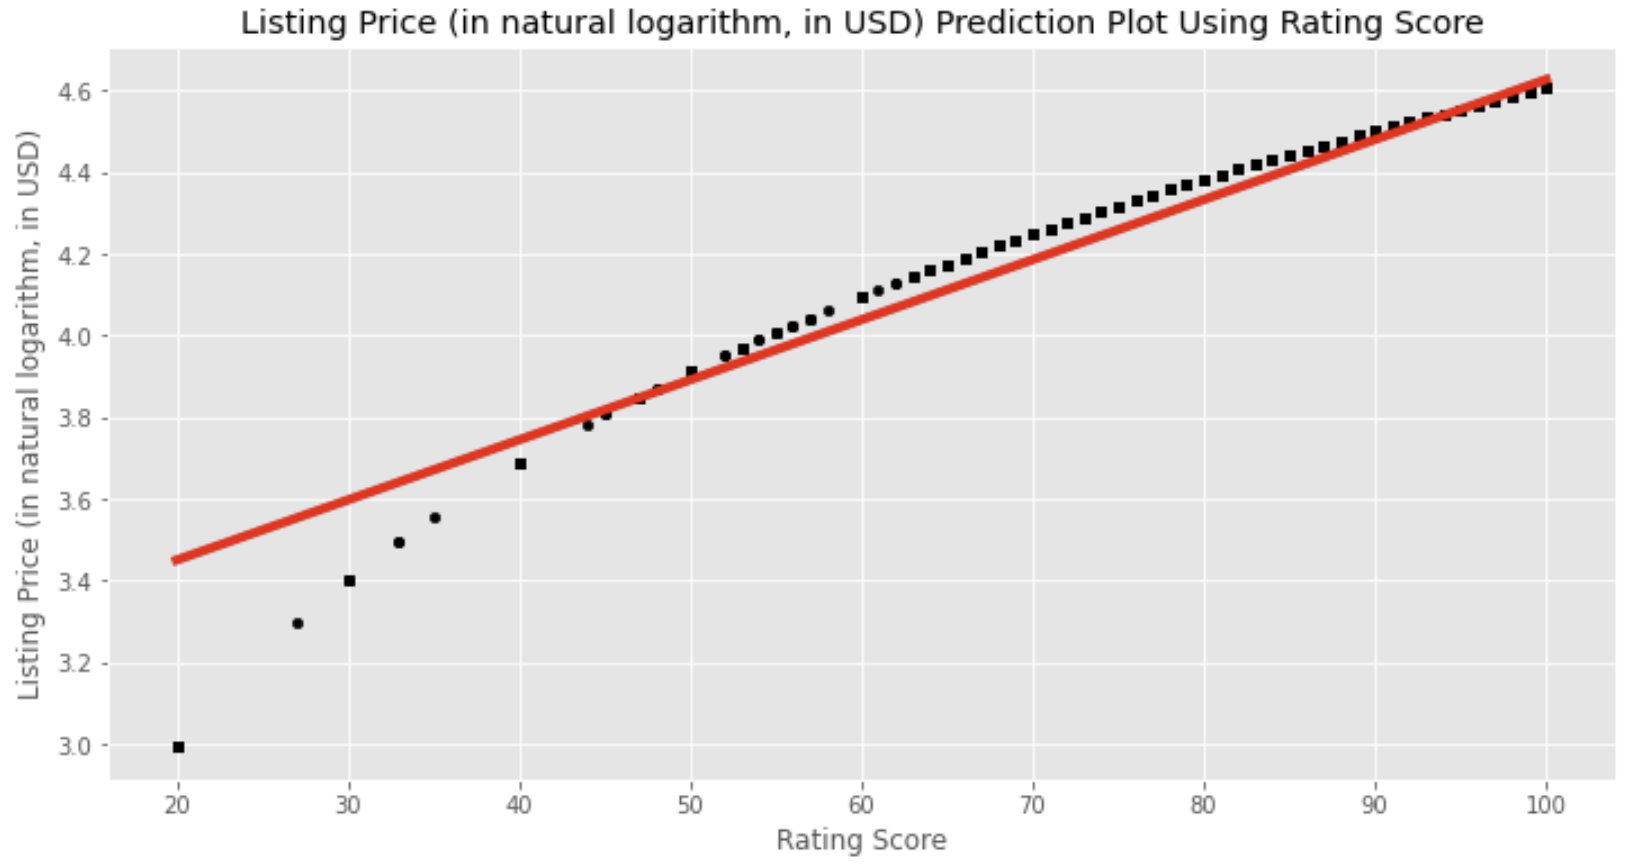 Listing Price (in natural logarithm, in USD) Prediction Plot Using Rating Score
Listing Price (in natural logarithm, in USD)
4.6
4.4
4.2
4.0
3.8
3.6
3.4
3.2
3.0
20 30 40 50 60 70 80 90 100
Rating Score